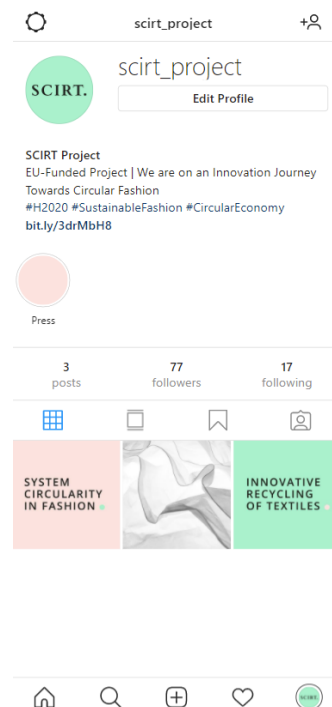 scirt_project
SCIRT.
scirt_project
Edit Profile
SCIRT Project
EU-Funded Project | We are on an Innovation Journey
Towards Circular Fashion
#H2020 #SustainableFashion #CircularEconomy
bit.ly/3drMbH8
Press
3 77 17
posts followers following
SYSTEM
CIRCULARITY
IN FASHION
INNOVATIVE
RECYCLING
OF TEXTILES
SCIRT.